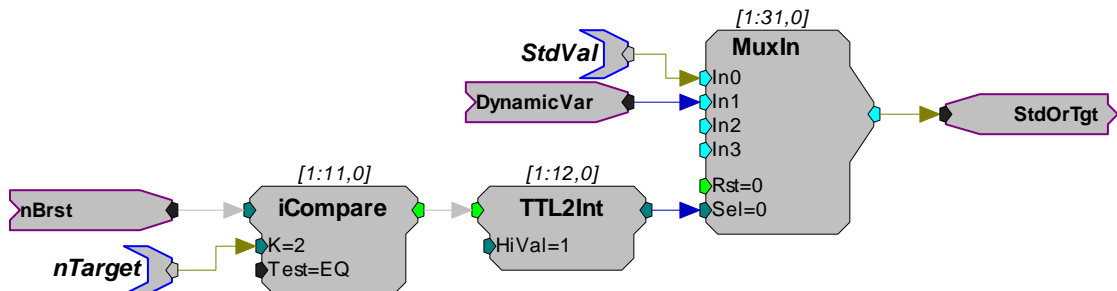 [1:31,0]
MuxIn
StdVal
In0
DynamicVar
In1
In2
In3
StdOrTgt
Rst=0
Sel=0
[1:11,0]
iCompare
[1:12,0]
TTL2Int
nBrst
K=2
HiVal=1
nTarget
Test=EQ